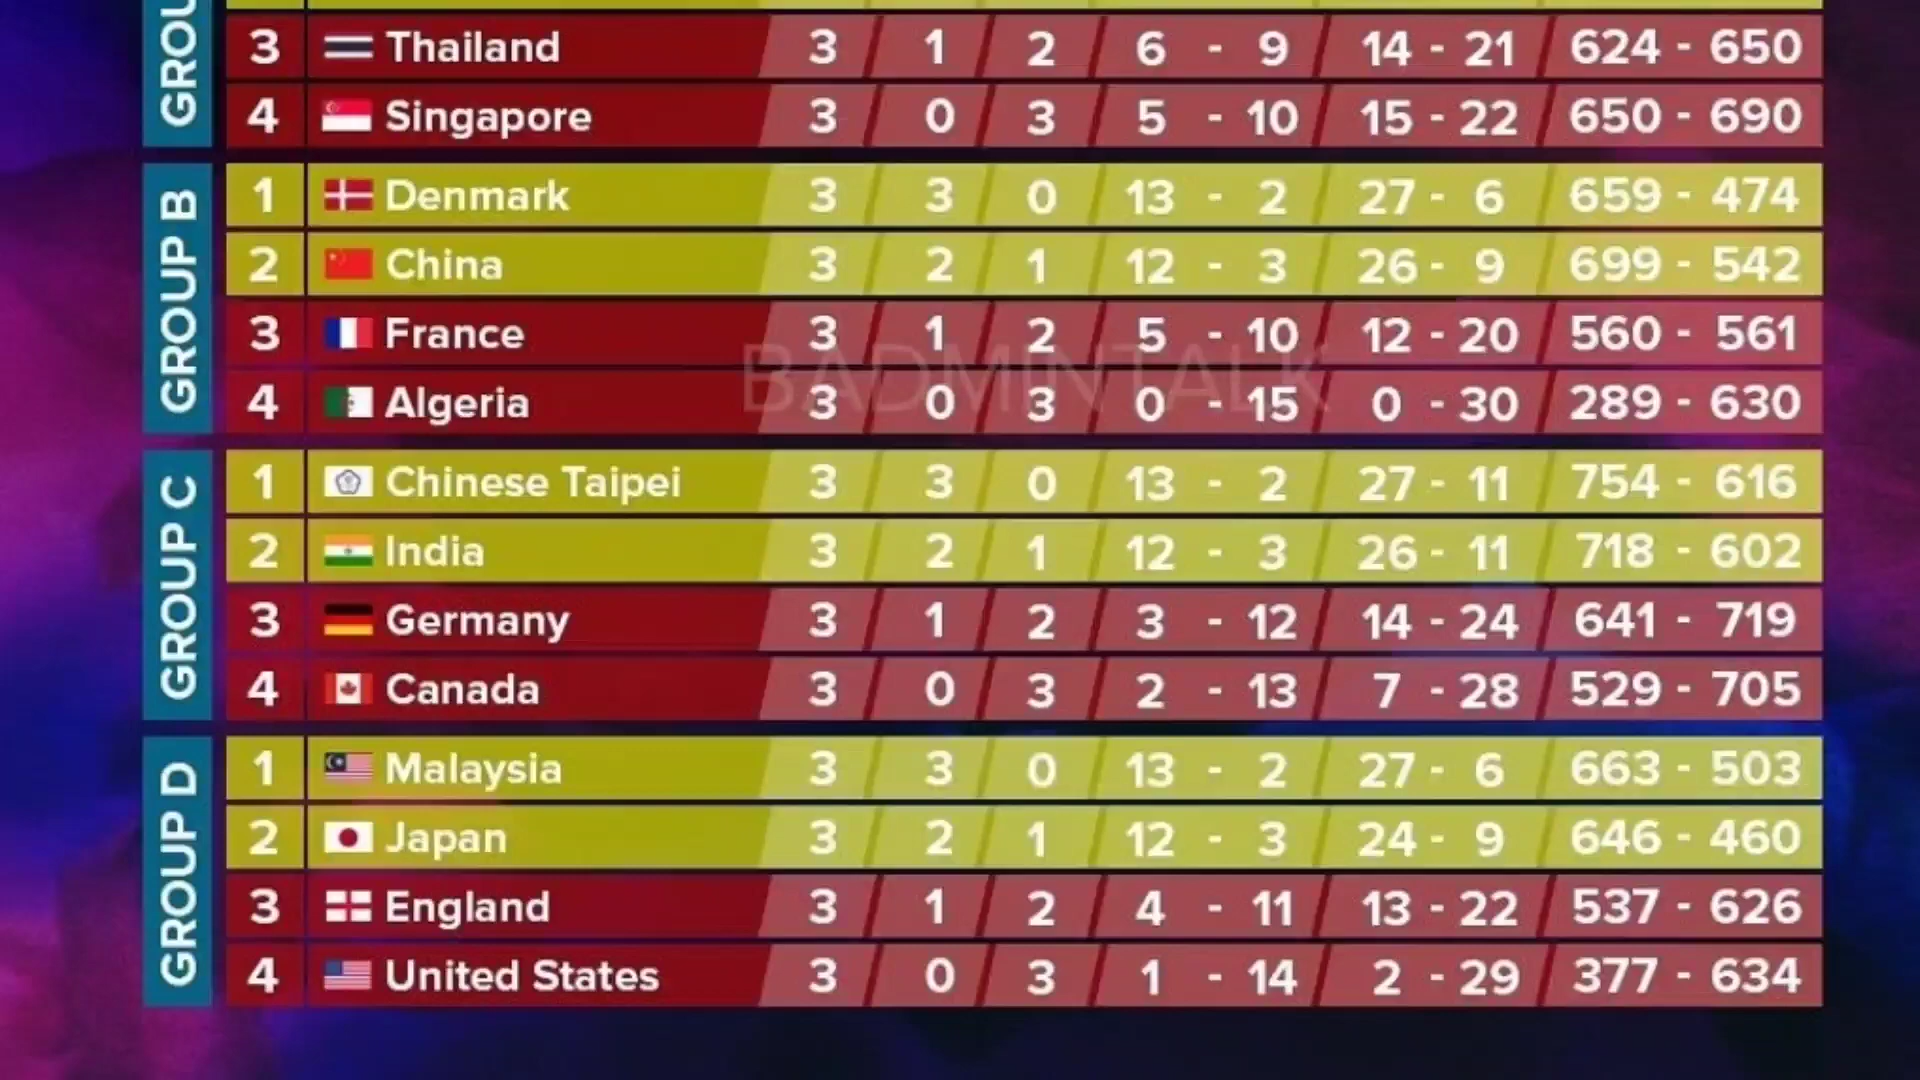 GROU
3 Thailand 3 1 2 6 - 9 14 - 21 624 - 650
4 Singapore 3 0 3 5 - 10 15 - 22 650 - 690
GROUP B
1 Denmark 3 3 0 13 - 2 27 - 6 659 - 474
2 China 3 2 1 12 - 3 26 - 9 699 - 542
3 France 3 1 2 5 - 10 12 - 20 560 - 561
4 Algeria 3 0 3 0 - 15 0 - 30 289 - 630
BADMINTALK
GROUP C
1 Chinese Taipei 3 3 0 13 - 2 27 - 11 754 - 616
2 India 3 2 1 12 - 3 26 - 11 718 - 602
3 Germany 3 1 2 3 - 12 14 - 24 641 - 719
4 Canada 3 0 3 2 - 13 7 - 28 529 - 705
GROUP D
1 Malaysia 3 3 0 13 - 2 27 - 6 663 - 503
2 Japan 3 2 1 12 - 3 24 - 9 646 - 460
3 England 3 1 2 4 - 11 13 - 22 537 - 626
4 United States 3 0 3 1 - 14 2 - 29 377 - 634